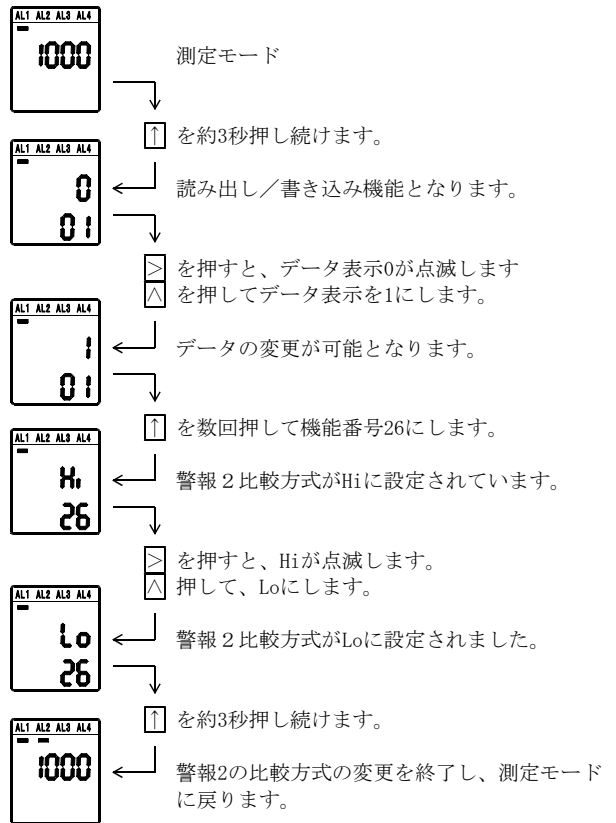 AL1 AL2 AL3 AL4
1000
測定モード
↑ を約3秒押し続けます。
AL1 AL2 AL3 AL4
0
読み出し／書き込み機能となります。
01
> を押すと、データ表示0が点滅します
∧ を押してデータ表示を1にします。
AL1 AL2 AL3 AL4
1
データの変更が可能となります。
01
↑ を数回押して機能番号26にします。
AL1 AL2 AL3 AL4
Hi
警報２比較方式がHiに設定されています。
26
> を押すと、Hiが点滅します。
∧ 押して、Loにします。
AL1 AL2 AL3 AL4
Lo
警報２比較方式がLoに設定されました。
26
↑ を約3秒押し続けます。
AL1 AL2 AL3 AL4
1000
警報2の比較方式の変更を終了し、測定モード
に戻ります。